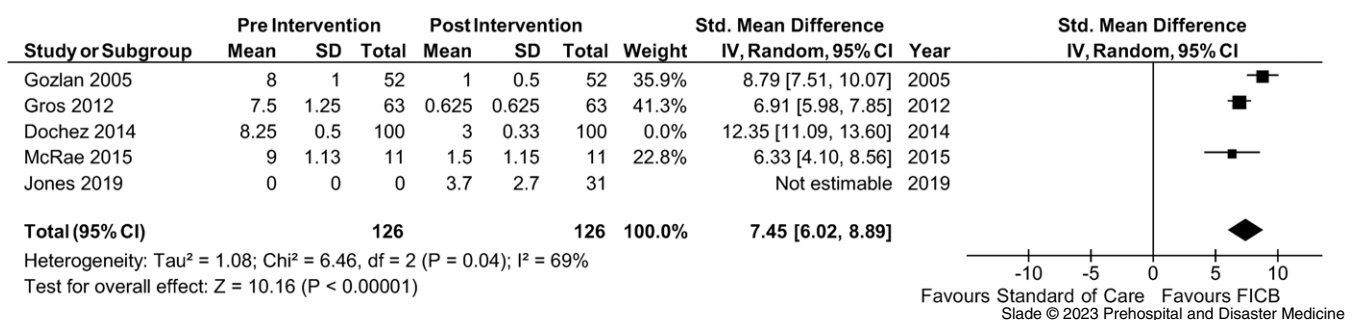 Pre Intervention Post Intervention Std. Mean Difference Std. Mean Difference
Study or Subgroup Mean SD Total Mean SD Total Weight IV, Random, 95% CI Year IV, Random, 95% CI
Gozlan 2005 8 1 52 1 0.5 52 35.9% 8.79 [7.51, 10.07] 2005
Gros 2012 7.5 1.25 63 0.625 0.625 63 41.3% 6.91 [5.98, 7.85] 2012
Dochez 2014 8.25 0.5 100 3 0.33 100 0.0% 12.35 [11.09, 13.60] 2014
McRae 2015 9 1.13 11 1.5 1.15 11 22.8% 6.33 [4.10, 8.56] 2015
Jones 2019 0 0 0 3.7 2.7 31 Not estimable 2019
Total (95% CI) 126 126 100.0% 7.45 [6.02, 8.89]
Heterogeneity: Tau² = 1.08; Chi² = 6.46, df = 2 (P = 0.04); I² = 69%
Test for overall effect: Z = 10.16 (P < 0.00001)
-10 -5 0 5 10
Favours Standard of Care Favours FICB
Slade © 2023 Prehospital and Disaster Medicine